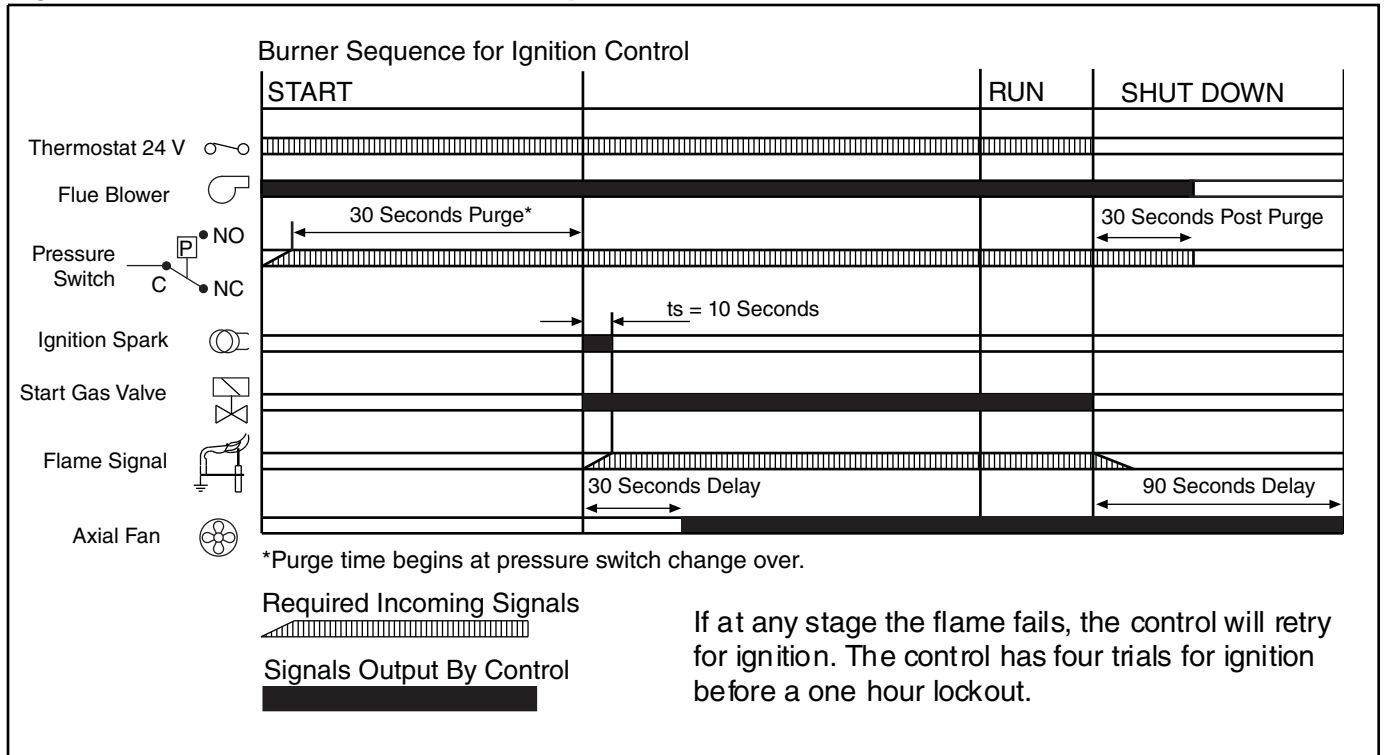 Burner Sequence for Ignition Control
START RUN SHUT DOWN
Thermostat 24 V
Flue Blower
30 Seconds Purge* 30 Seconds Post Purge
Pressure
Switch
P
NO
C
NC
ts = 10 Seconds
Ignition Spark
Start Gas Valve
Flame Signal
30 Seconds Delay 90 Seconds Delay
Axial Fan
*Purge time begins at pressure switch change over.
Required Incoming Signals
Signals Output By Control
If at any stage the flame fails, the control will retry
for ignition. The control has four trials for ignition
before a one hour lockout.